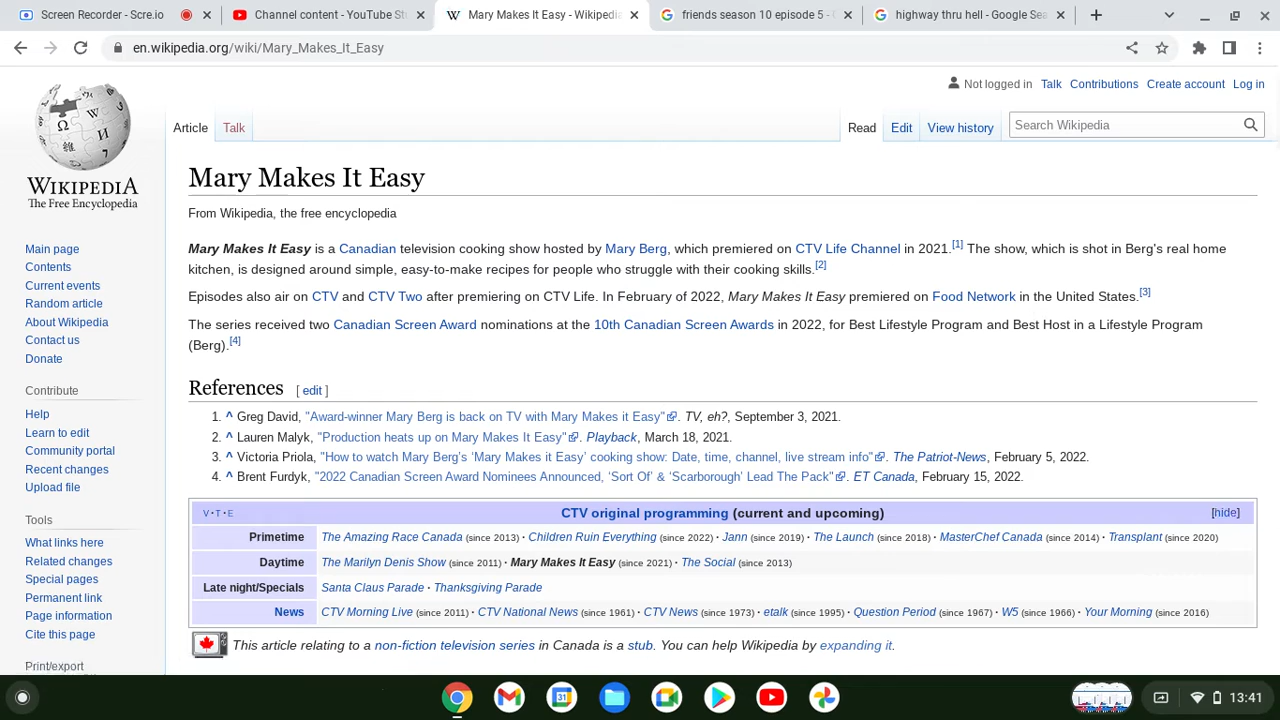 Screen Recorder - Scre.io
Channel content - YouTube St
Mary Makes It Easy - Wikipedia
friends season 10 episode 5 - G
highway thru hell - Google Sea
en.wikipedia.org/wiki/Mary_Makes_It_Easy
Not logged in Talk Contributions Create account Log in
Article Talk Read Edit View history Search Wikipedia
WIKIPEDIA
The Free Encyclopedia
Main page
Contents
Current events
Random article
About Wikipedia
Contact us
Donate
Contribute
Help
Learn to edit
Community portal
Recent changes
Upload file
Tools
What links here
Related changes
Special pages
Permanent link
Page information
Cite this page
Print/export
Mary Makes It Easy
From Wikipedia, the free encyclopedia
Mary Makes It Easy is a Canadian television cooking show hosted by Mary Berg, which premiered on CTV Life Channel in 2021.[1] The show, which is shot in Berg's real home
kitchen, is designed around simple, easy-to-make recipes for people who struggle with their cooking skills.[2]
Episodes also air on CTV and CTV Two after premiering on CTV Life. In February of 2022, Mary Makes It Easy premiered on Food Network in the United States.[3]
The series received two Canadian Screen Award nominations at the 10th Canadian Screen Awards in 2022, for Best Lifestyle Program and Best Host in a Lifestyle Program
(Berg).[4]
References [ edit ]
1. ^ Greg David, "Award-winner Mary Berg is back on TV with Mary Makes it Easy". TV, eh?, September 3, 2021.
2. ^ Lauren Malyk, "Production heats up on Mary Makes It Easy". Playback, March 18, 2021.
3. ^ Victoria Priola, "How to watch Mary Berg's ‘Mary Makes it Easy’ cooking show: Date, time, channel, live stream info". The Patriot-News, February 5, 2022.
4. ^ Brent Furdyk, "2022 Canadian Screen Award Nominees Announced, ‘Sort Of’ & ‘Scarborough’ Lead The Pack". ET Canada, February 15, 2022.
V · T · E CTV original programming (current and upcoming) [hide]
Primetime The Amazing Race Canada (since 2013) · Children Ruin Everything (since 2022) · Jann (since 2019) · The Launch (since 2018) · MasterChef Canada (since 2014) · Transplant (since 2020)
Daytime The Marilyn Denis Show (since 2011) · Mary Makes It Easy (since 2021) · The Social (since 2013)
Late night/Specials Santa Claus Parade · Thanksgiving Parade
News CTV Morning Live (since 2011) · CTV National News (since 1961) · CTV News (since 1973) · etalk (since 1995) · Question Period (since 1967) · W5 (since 1966) · Your Morning (since 2016)
This article relating to a non-fiction television series in Canada is a stub. You can help Wikipedia by expanding it.
13:41